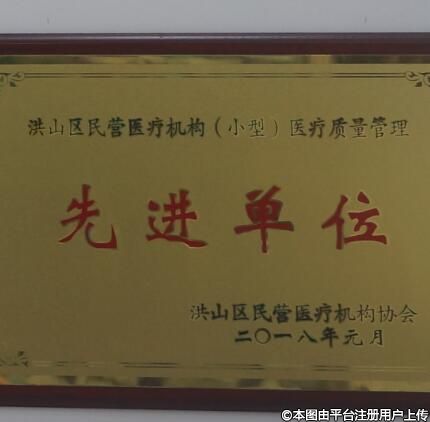 洪山区民营医疗机构（小型）医疗质量管理
先进单位
洪山区民营医疗机构协会
二〇一八年元月
©本图由平台注册用户上传